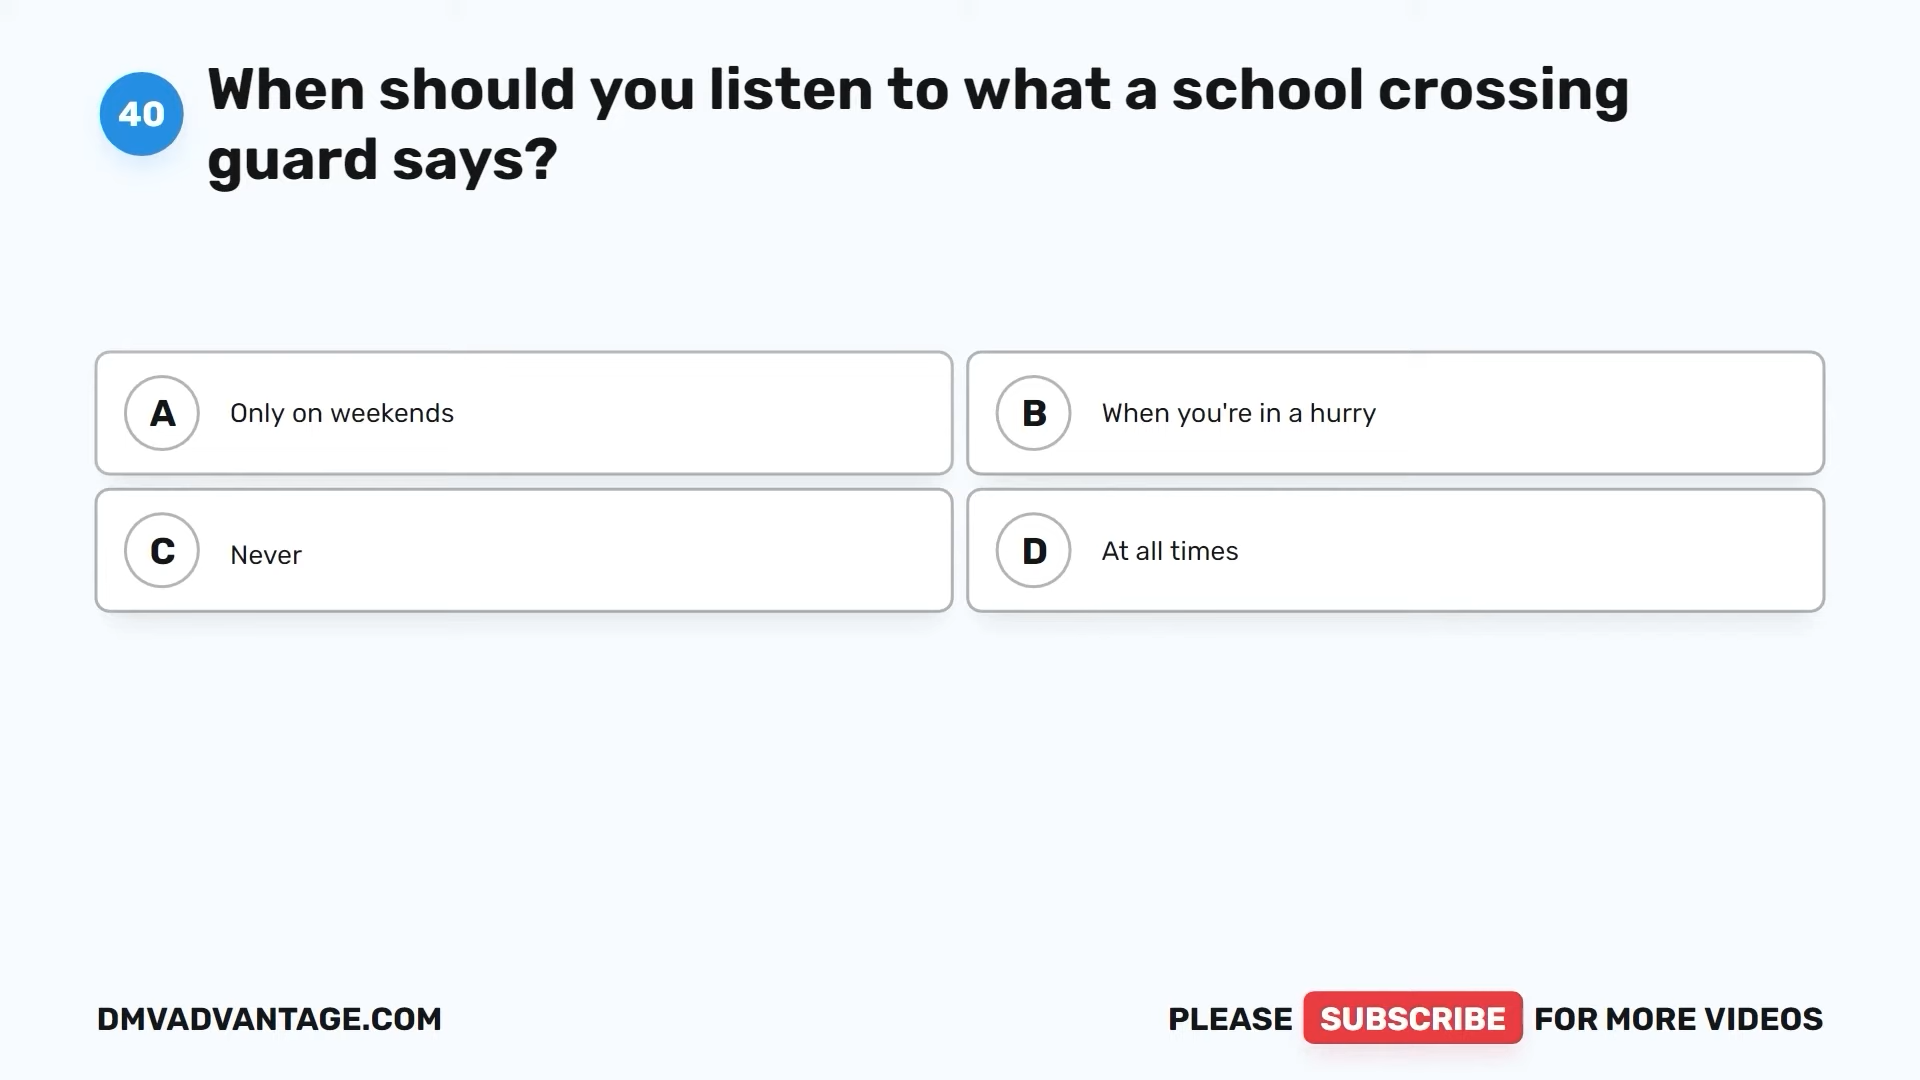 40
When should you listen to what a school crossing
guard says?
A
Only on weekends
B
When you're in a hurry
C
Never
D
At all times
DMVADVANTAGE.COM
PLEASE SUBSCRIBE FOR MORE VIDEOS